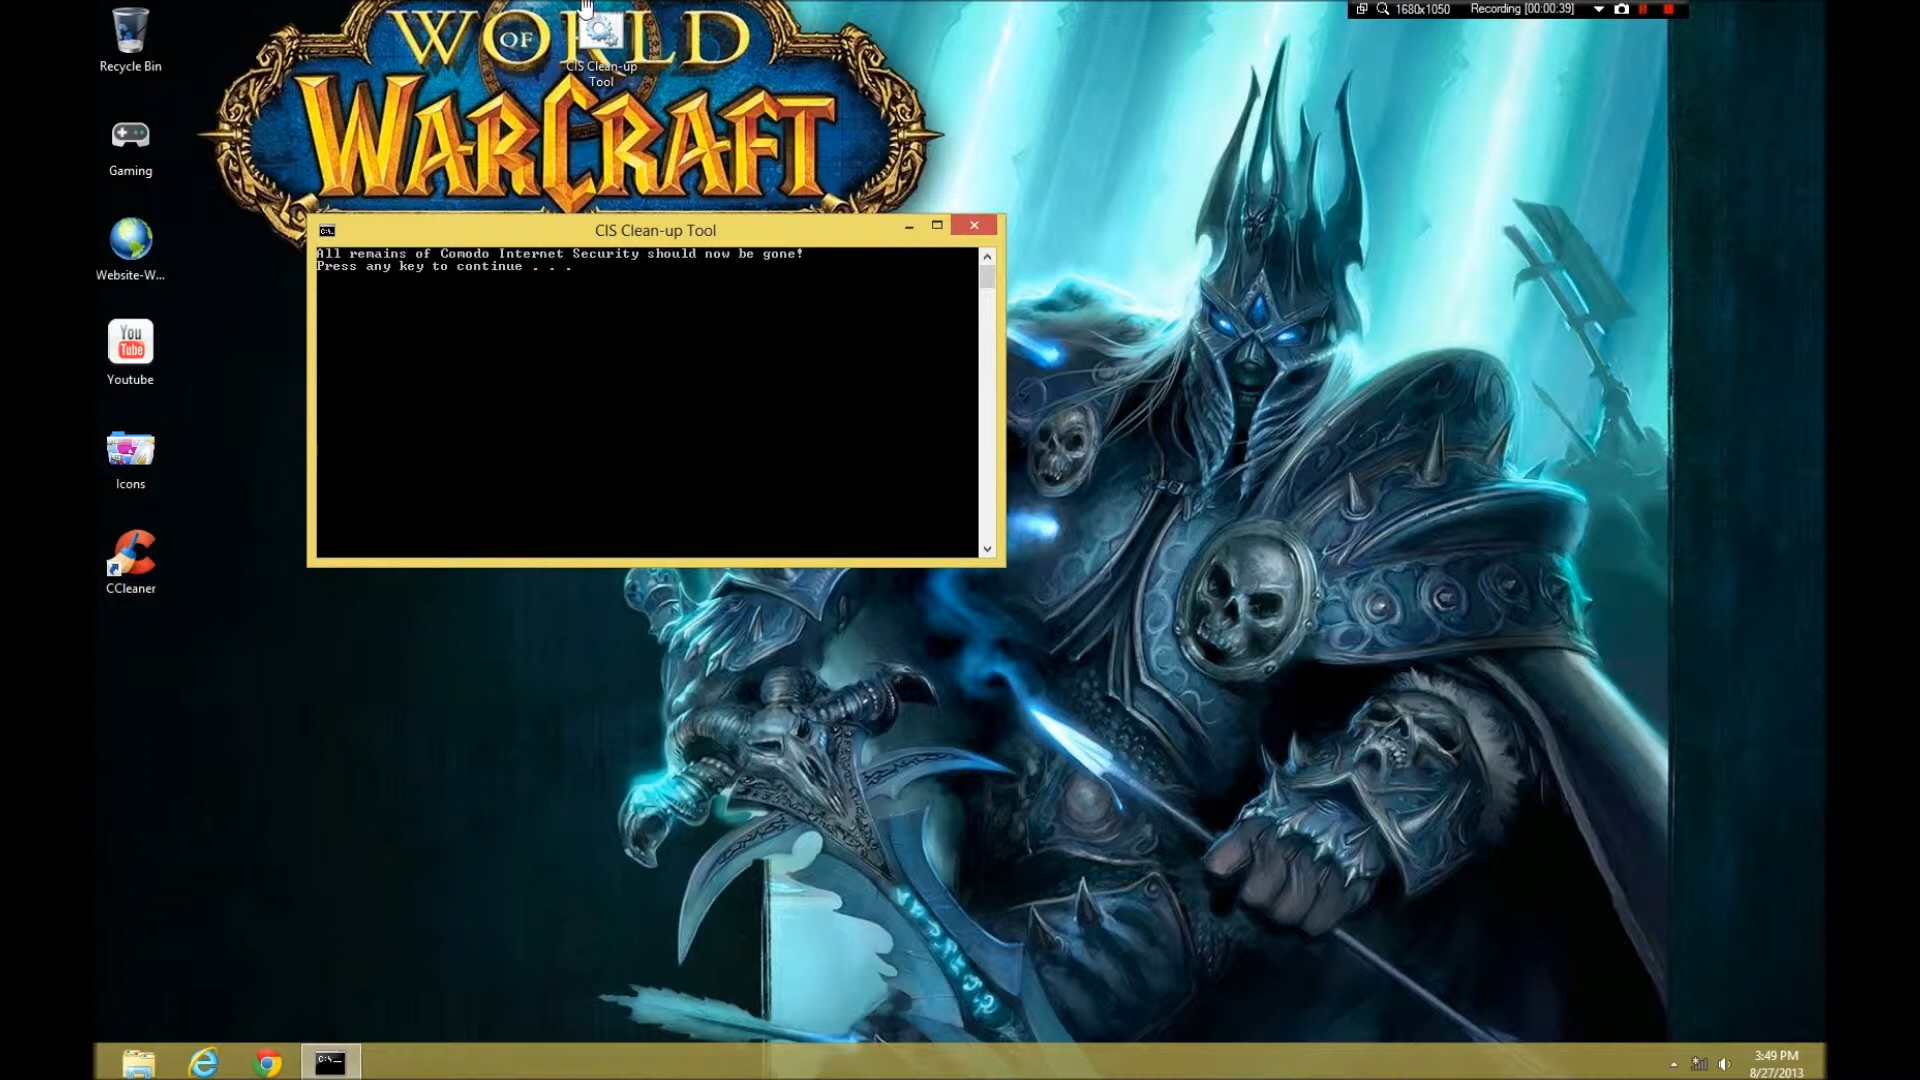 1680x1050
Recording [00:00:39]
WORLD
OF
WARCRAFT
CIS Clean-up
Tool
Recycle Bin
Gaming
Website-W...
You
Tube
Youtube
Icons
CCleaner
CIS Clean-up Tool
All remains of Comodo Internet Security should now be gone!
Press any key to continue . . .
3:49 PM
8/27/2013